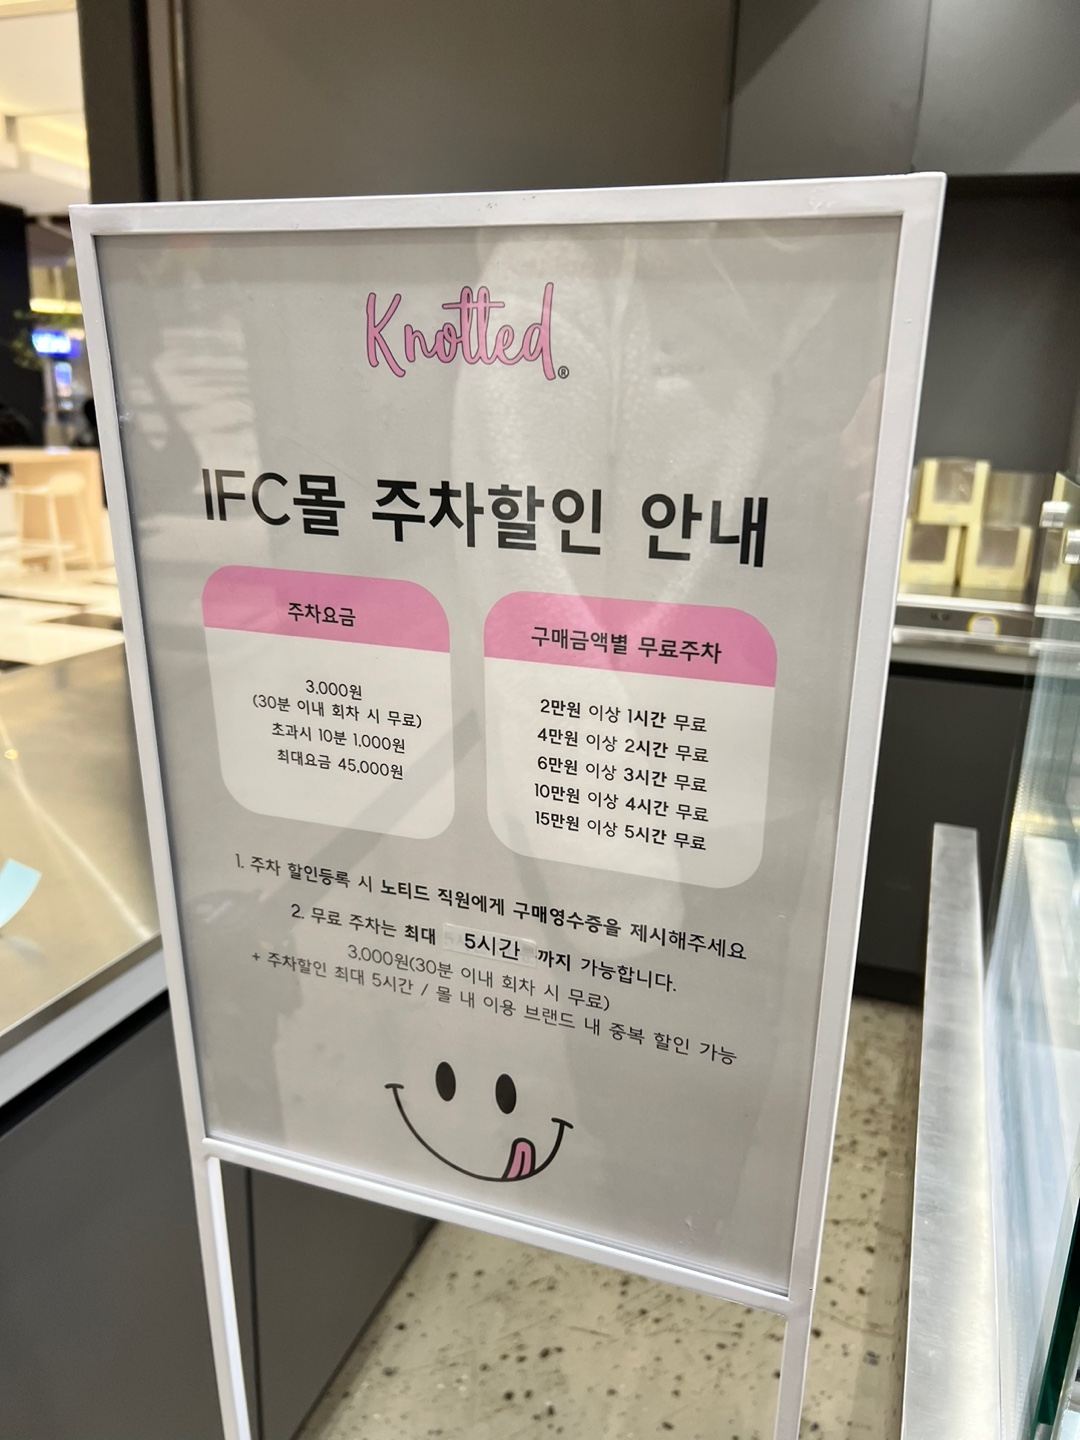 Knotted®
IFC몰 주차할인 안내
주차요금
3,000원
(30분 이내 회차 시 무료)
초과시 10분 1,000원
최대요금 45,000원
구매금액별 무료주차
2만원 이상 1시간 무료
4만원 이상 2시간 무료
6만원 이상 3시간 무료
10만원 이상 4시간 무료
15만원 이상 5시간 무료
1. 주차 할인등록 시 노티드 직원에게 구매영수증을 제시해주세요
2. 무료 주차는 최대 5시간까지 가능합니다.
3,000원(30분 이내 회차 시 무료)
+ 주차할인 최대 5시간 / 몰 내 이용 브랜드 내 중복 할인 가능